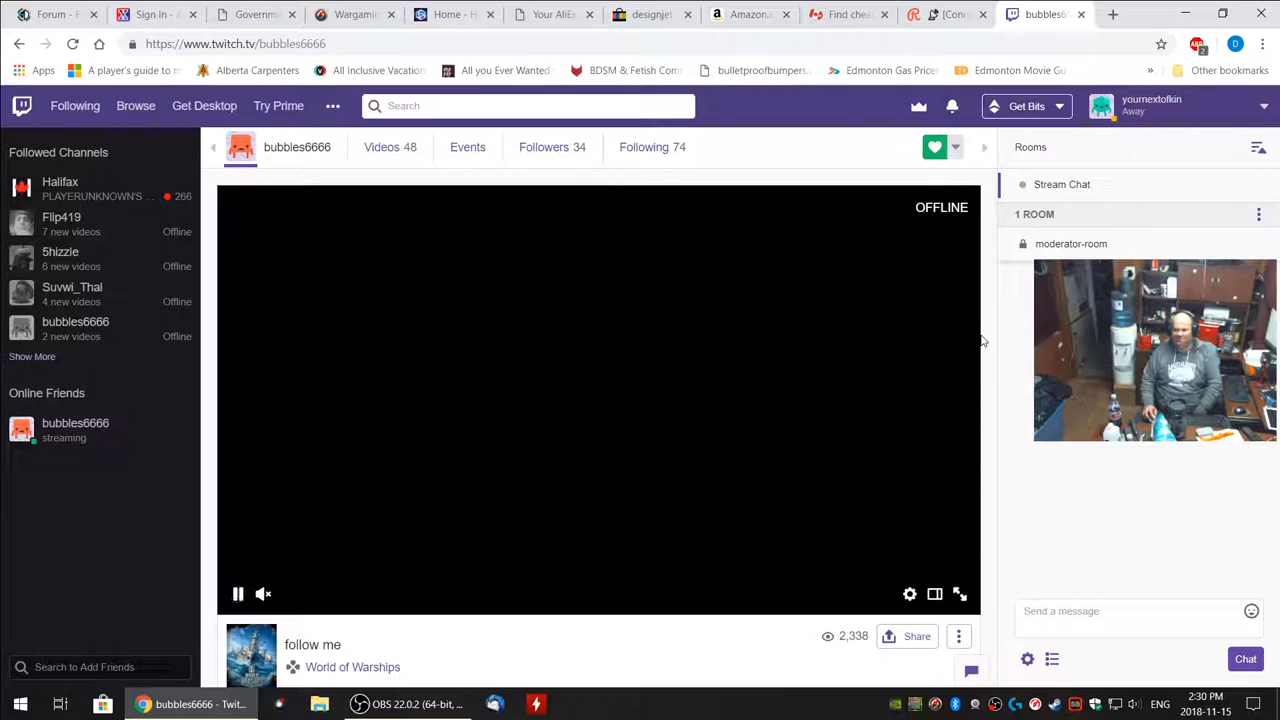 Forum - F
Sign In - A
Governm
Wargamin
Home - H
Your AliEx
designjet
Amazon.c
Find chea
[Conn
bubbles6
https://www.twitch.tv/bubbles6666
2
D
Apps
A player's guide to m
Alberta Carpenters
All Inclusive Vacation
All you Ever Wanted
BDSM & Fetish Com
bulletproofbumpers.c
Edmonton Gas Prices
Edmonton Movie Gu
»
Other bookmarks
Following
Browse
Get Desktop
Try Prime
Search
Get Bits
yournextofkin
Away
Followed Channels
Halifax
PLAYERUNKNOWN'S ...
266
Flip419
7 new videos
Offline
5hizzle
6 new videos
Offline
Suvwi_Thal
4 new videos
Offline
bubbles6666
2 new videos
Offline
Show More
Online Friends
bubbles6666
streaming
Search to Add Friends
bubbles6666
Videos 48
Events
Followers 34
Following 74
OFFLINE
follow me
World of Warships
2,338
Share
Rooms
Stream Chat
1 ROOM
moderator-room
Send a message
Chat
bubbles6666 - Twit...
OBS 22.0.2 (64-bit, ...
ENG
2:30 PM
2018-11-15